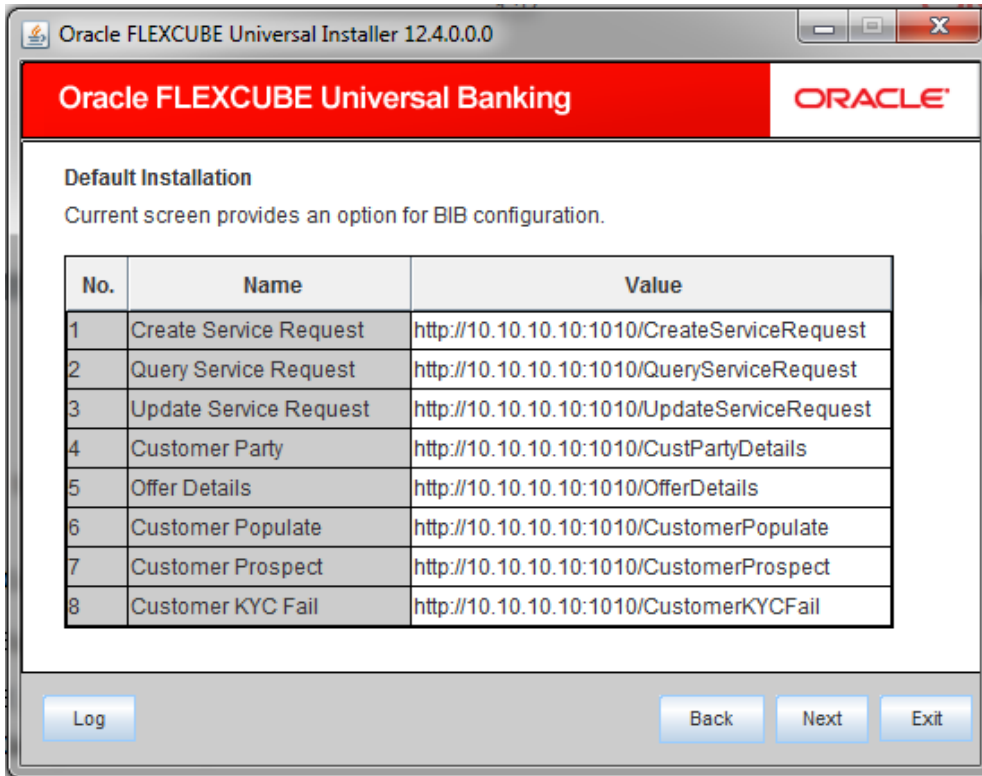 Oracle FLEXCUBE Universal Installer 12.4.0.0.0
Oracle FLEXCUBE Universal Banking
ORACLE
Default Installation
Current screen provides an option for BIB configuration.
No. Name Value
1 Create Service Request http://10.10.10.10:1010/CreateServiceRequest
2 Query Service Request http://10.10.10.10:1010/QueryServiceRequest
3 Update Service Request http://10.10.10.10:1010/UpdateServiceRequest
4 Customer Party http://10.10.10.10:1010/CustPartyDetails
5 Offer Details http://10.10.10.10:1010/OfferDetails
6 Customer Populate http://10.10.10.10:1010/CustomerPopulate
7 Customer Prospect http://10.10.10.10:1010/CustomerProspect
8 Customer KYC Fail http://10.10.10.10:1010/CustomerKYCFail
Log Back Next Exit